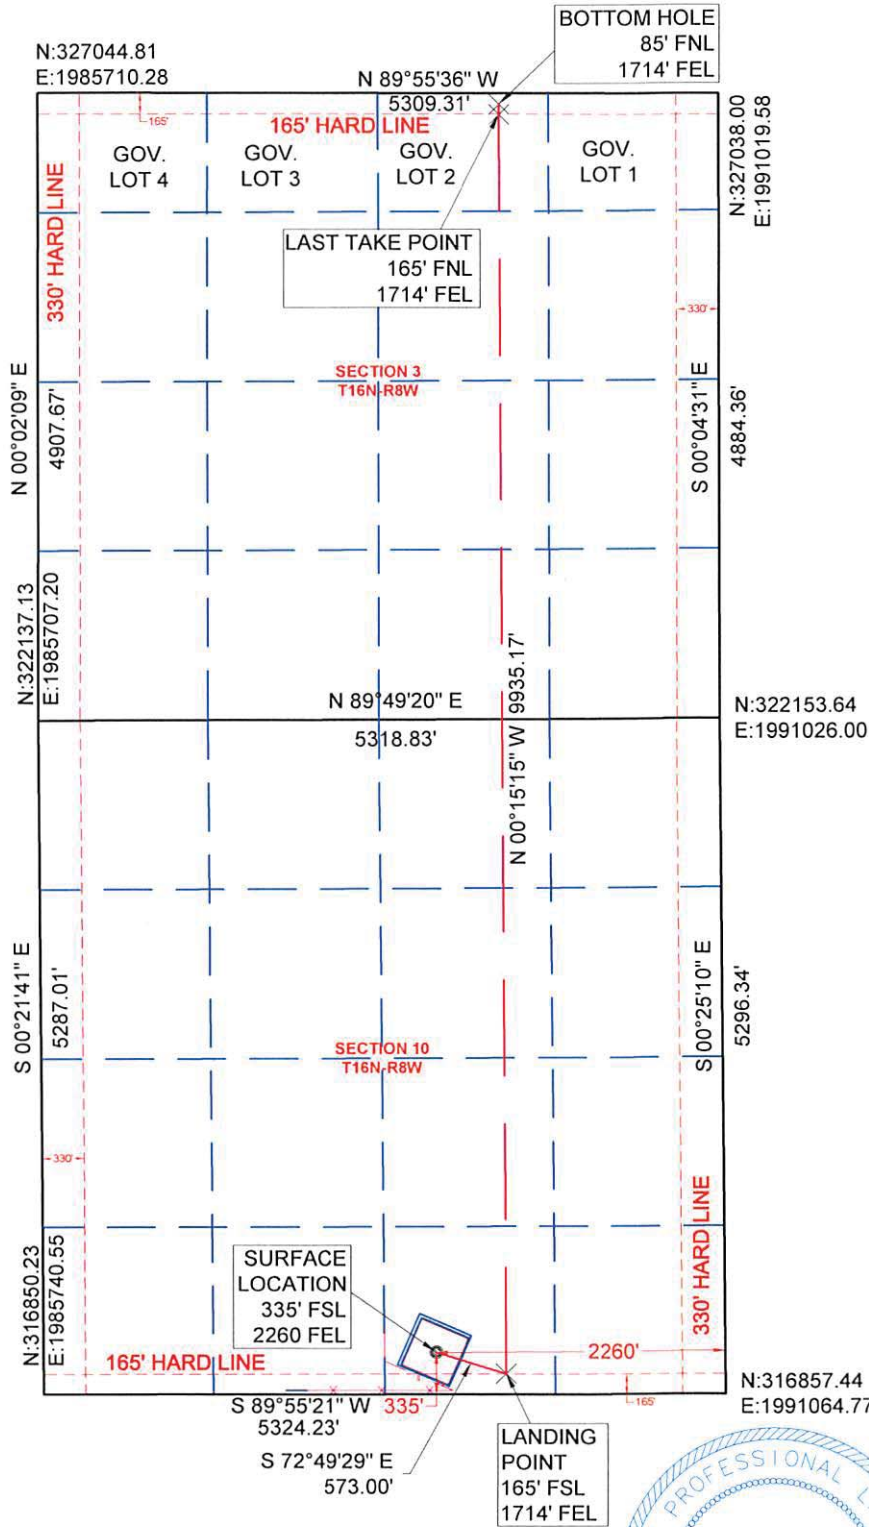 BOTTOM HOLE
85' FNL
1714' FEL
N:327044.81
E:1985710.28
N 89°55'36" W
5309.31'
N:327038.00
E:1991019.58
165'
165' HARD LINE
GOV.
LOT 4
GOV.
LOT 3
GOV.
LOT 2
GOV.
LOT 1
330' HARD LINE
LAST TAKE POINT
165' FNL
1714' FEL
330'
SECTION 3
T16N-R8W
N 00°02'09" E
4907.67'
S 00°04'31" E
4884.36'
N:322137.13
E:1985707.20
N 89°49'20" E
5318.83'
N 00°15'15" W 9935.17'
N:322153.64
E:1991026.00
S 00°21'41" E
5287.01'
S 00°25'10" E
5296.34'
SECTION 10
T16N-R8W
330'
330' HARD LINE
N:316850.23
E:1985740.55
SURFACE
LOCATION
335' FSL
2260 FEL
2260'
165' HARD LINE
N:316857.44
E:1991064.77
S 89°55'21" W
5324.23'
335'
165'
S 72°49'29" E
573.00'
LANDING
POINT
165' FSL
1714' FEL
PROFESSIONAL L